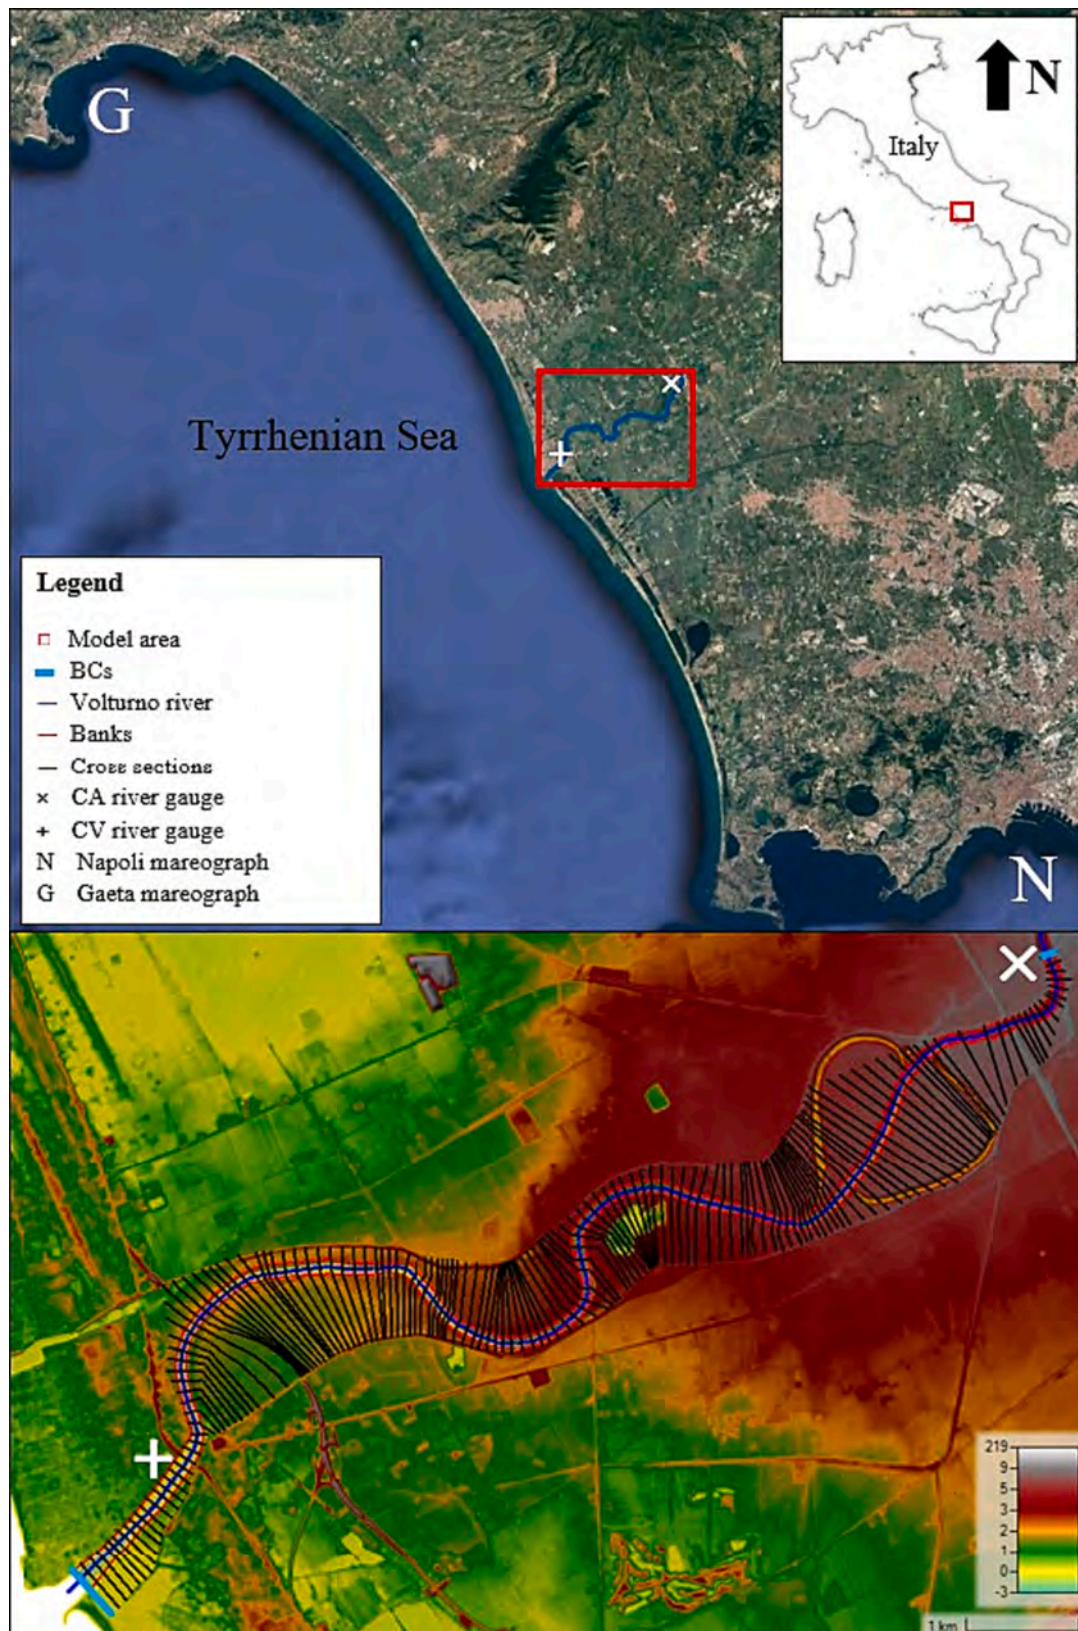 G
N
Italy
Tyrrhenian Sea
Legend
Model area
BCs
Volturno river
Banks
Cross sections
× CA river gauge
+ CV river gauge
N Napoli mareograph
G Gaeta mareograph
N
219
9
5
3
2
1
0
-3
1 km